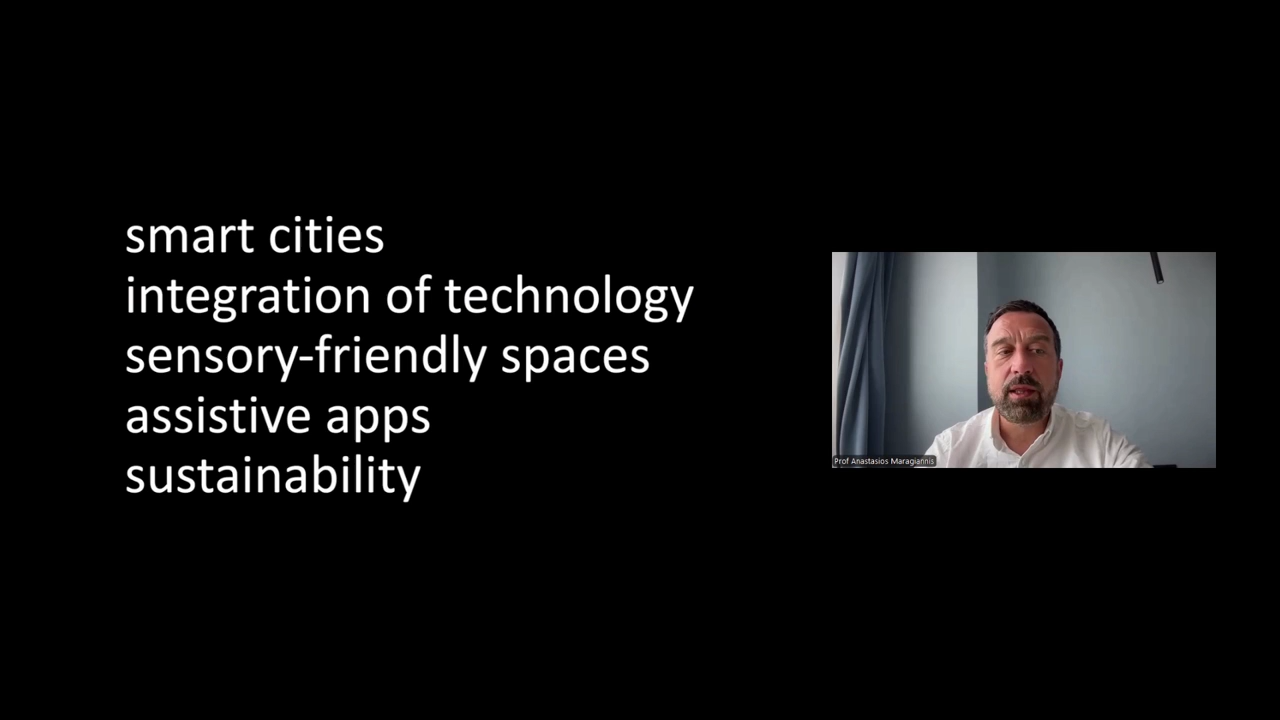 smart cities
integration of technology
sensory-friendly spaces
assistive apps
sustainability
Prof Anastasios Maragiannis